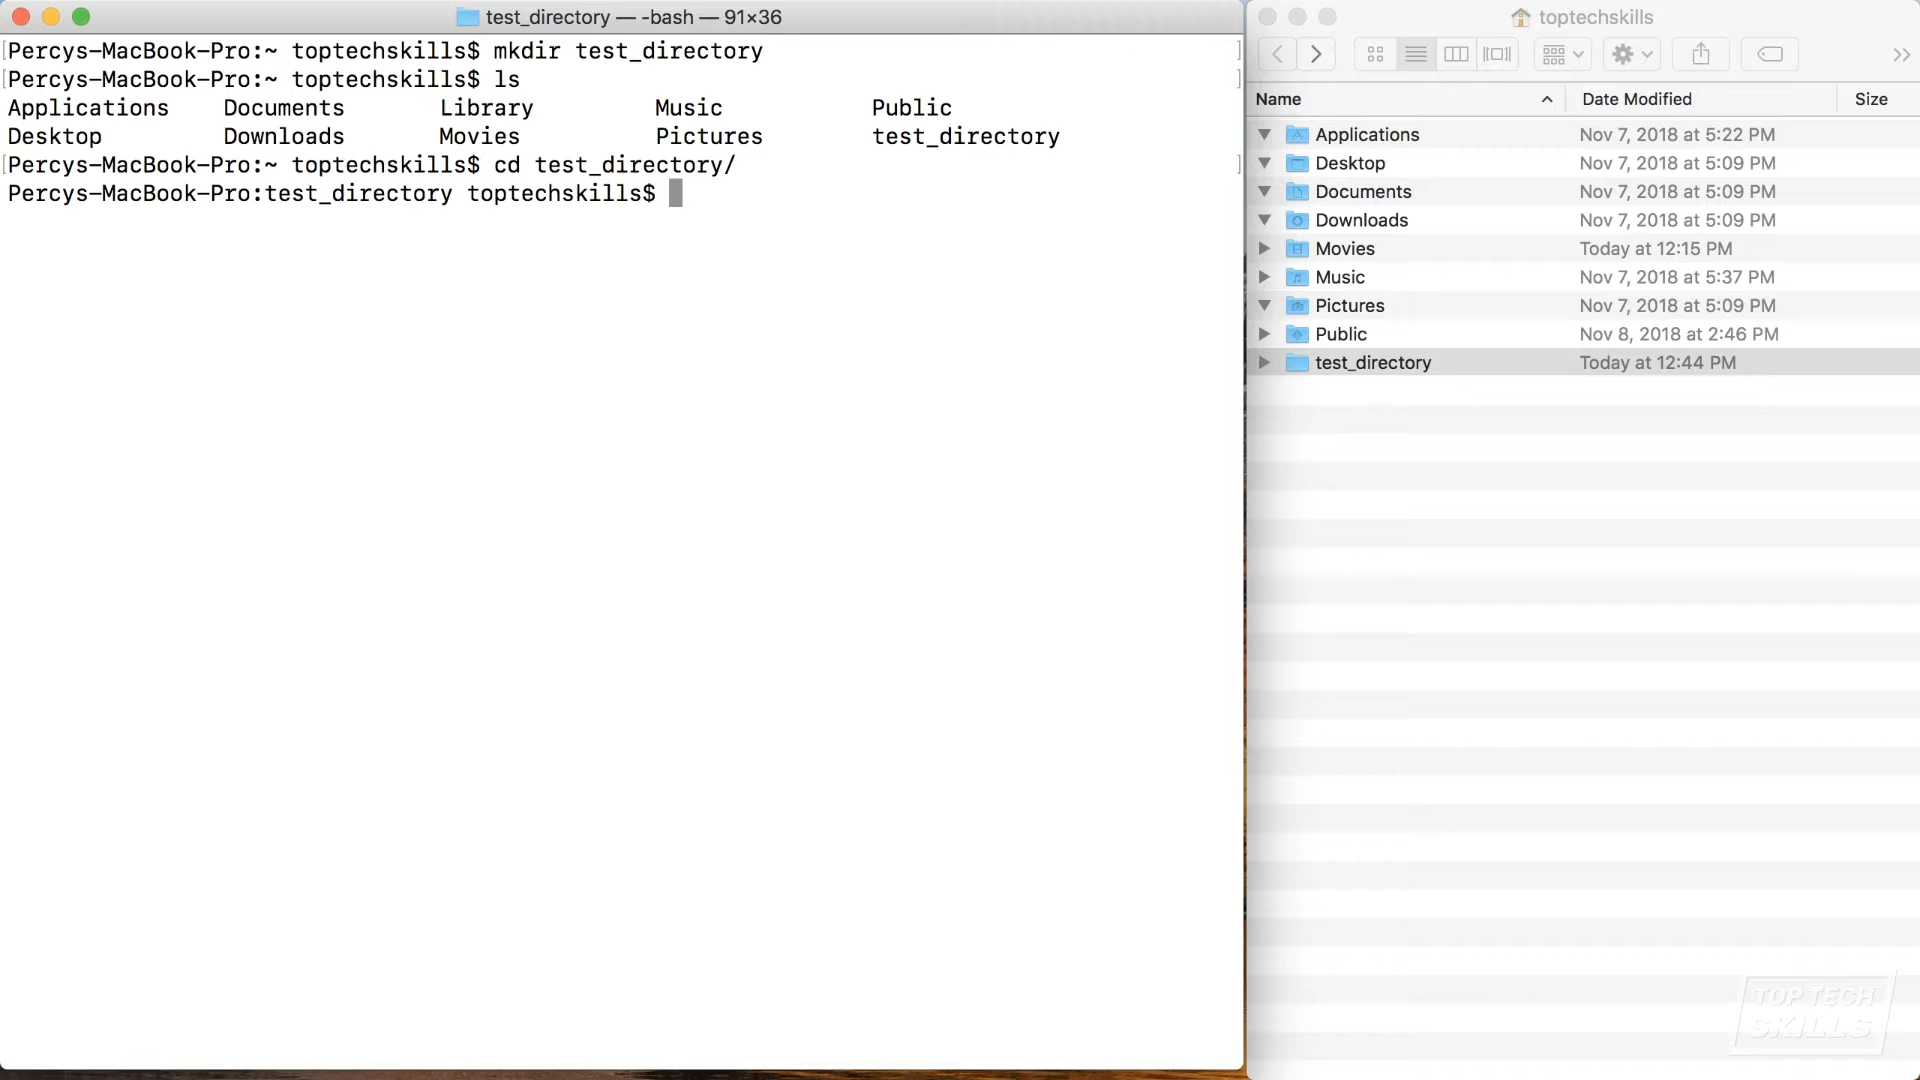 test_directory — -bash — 91×36
Percys-MacBook-Pro:~ toptechskills$ mkdir test_directory
Percys-MacBook-Pro:~ toptechskills$ ls
Applications Documents Library Music Public
Desktop Downloads Movies Pictures test_directory
Percys-MacBook-Pro:~ toptechskills$ cd test_directory/
Percys-MacBook-Pro:test_directory toptechskills$
toptechskills
Name Date Modified Size
Applications Nov 7, 2018 at 5:22 PM
Desktop Nov 7, 2018 at 5:09 PM
Documents Nov 7, 2018 at 5:09 PM
Downloads Nov 7, 2018 at 5:09 PM
Movies Today at 12:15 PM
Music Nov 7, 2018 at 5:37 PM
Pictures Nov 7, 2018 at 5:09 PM
Public Nov 8, 2018 at 2:46 PM
test_directory Today at 12:44 PM
TOP TECH
SKILLS